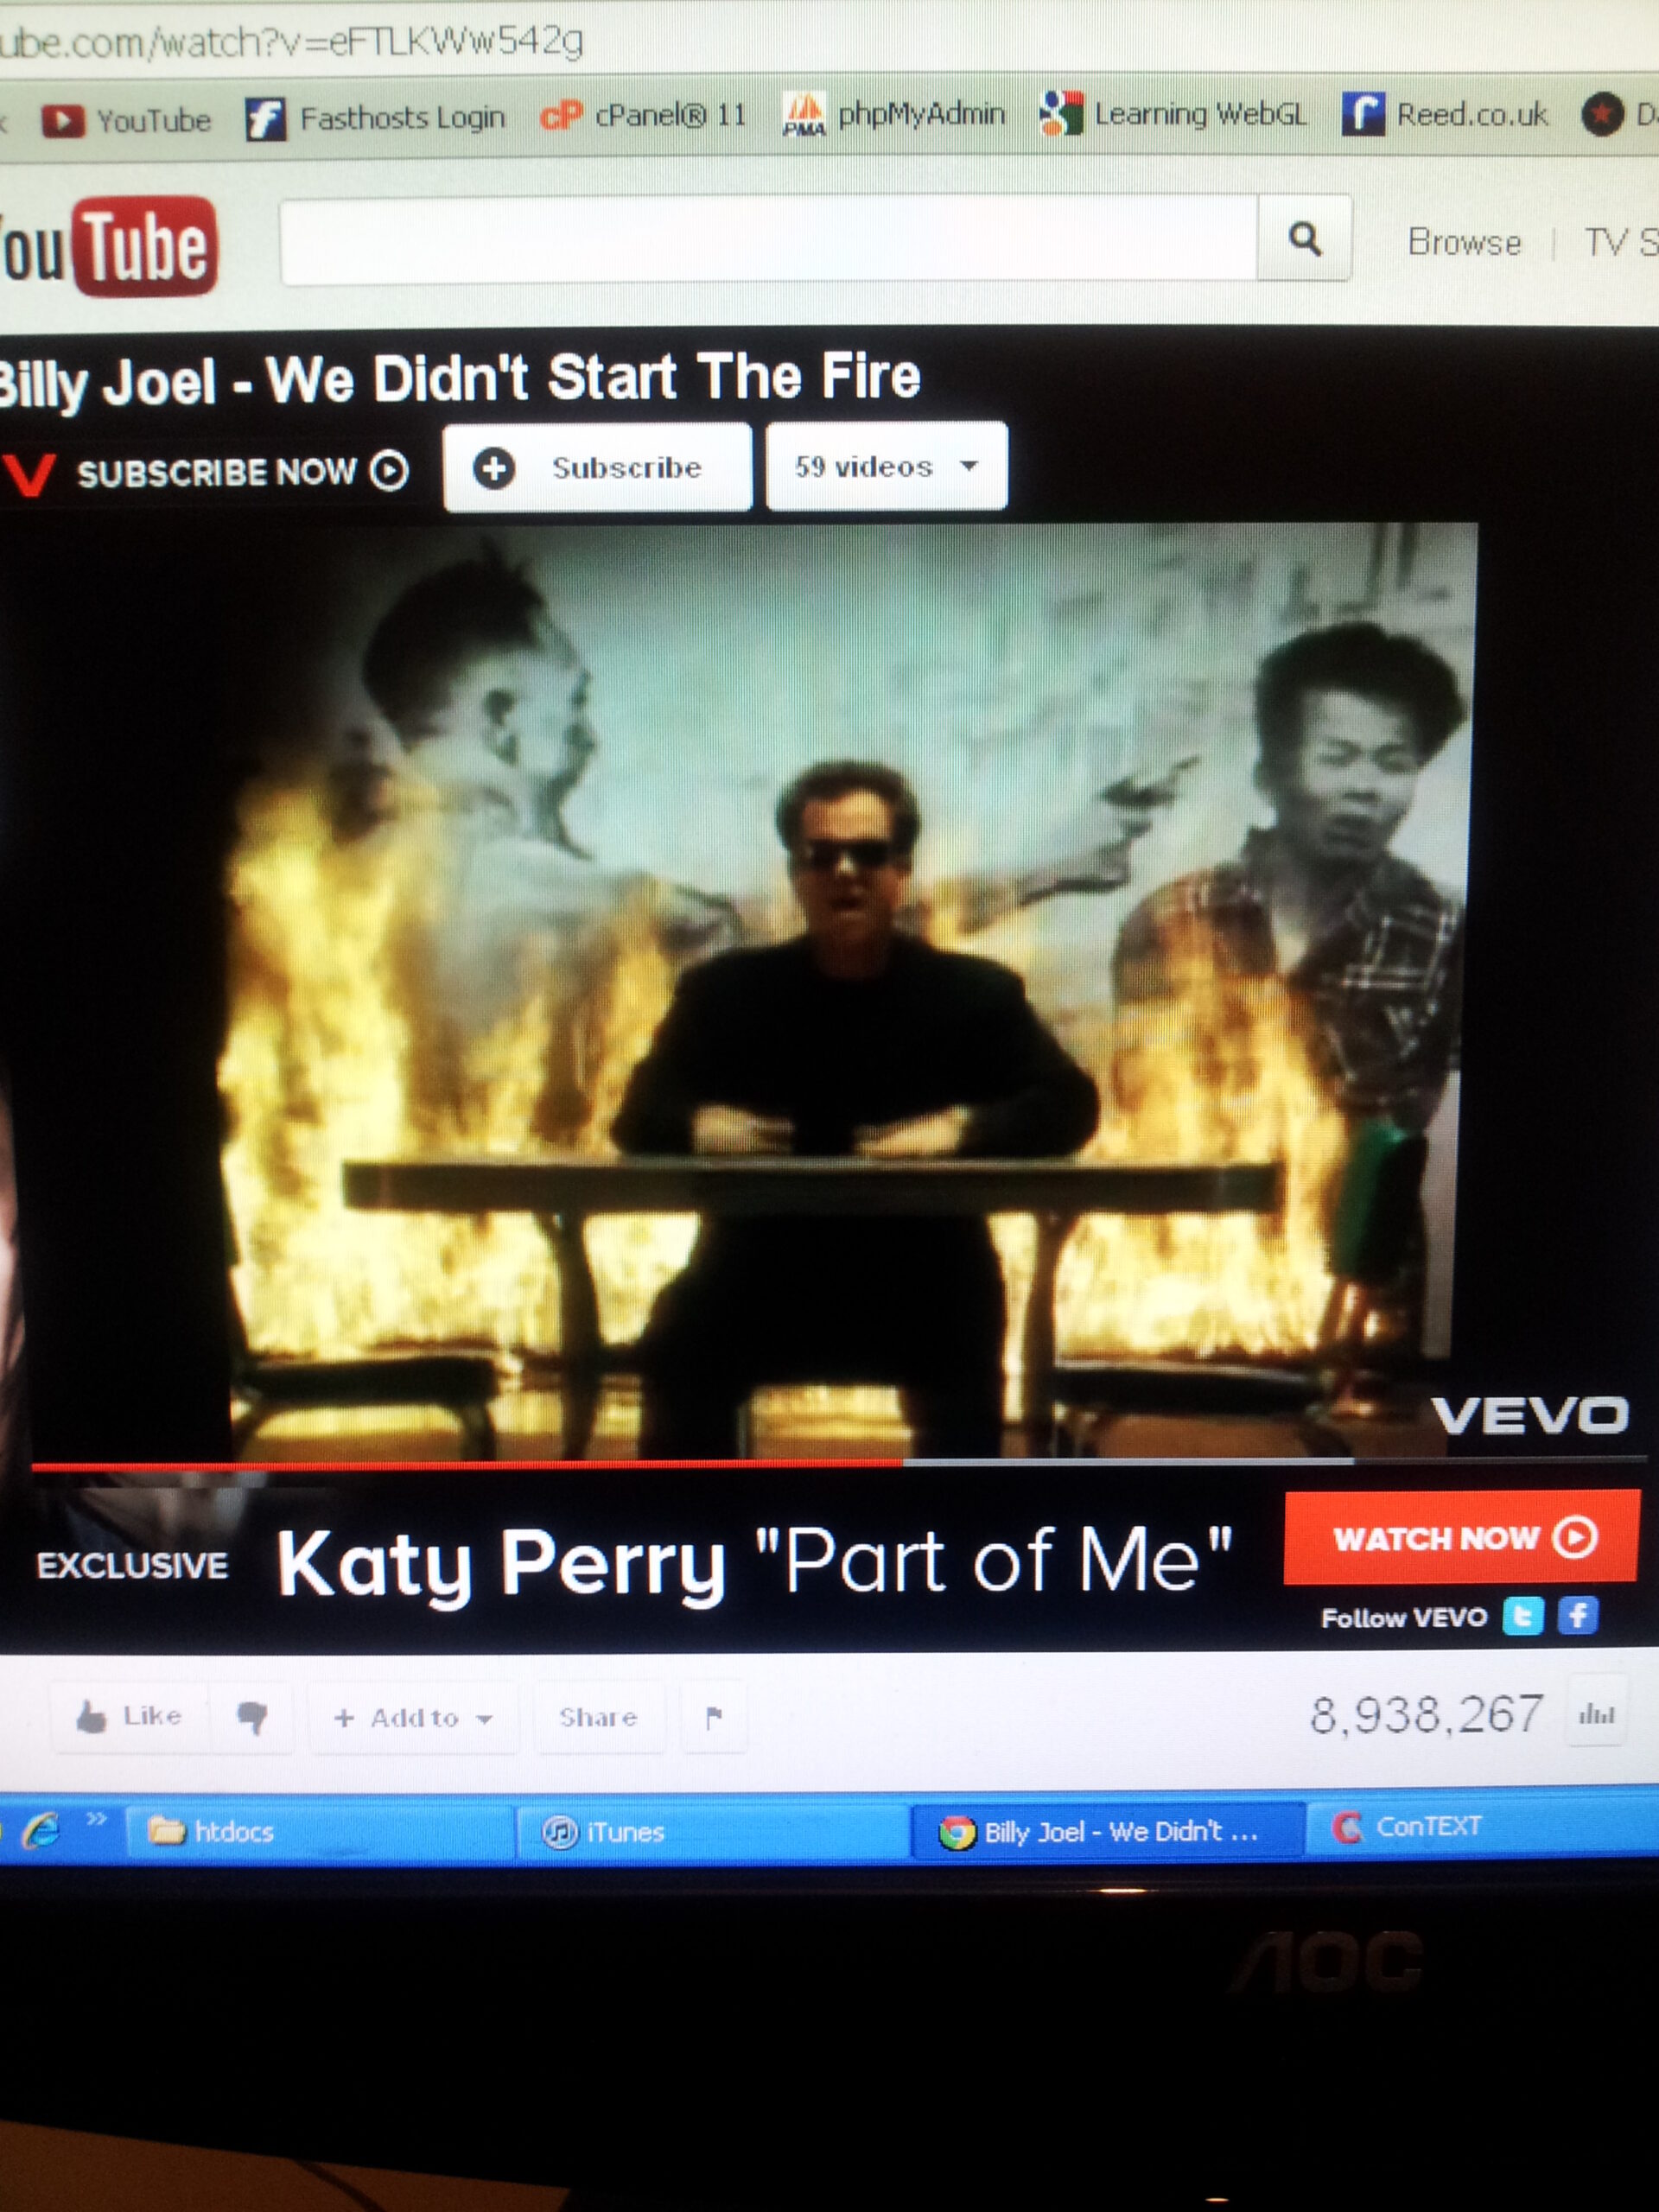 ube.com/watch?v=eFTLKWw542g
YouTube Fasthosts Login cP cPanel® 11 PMA phpMyAdmin Learning WebGL Reed.co.uk
ouTube Browse | TV S
Billy Joel - We Didn't Start The Fire
V SUBSCRIBE NOW Subscribe 59 videos
VEVO
EXCLUSIVE Katy Perry "Part of Me" WATCH NOW
Follow VEVO t f
Like + Add to Share 8,938,267
htdocs iTunes Billy Joel - We Didn't ... ConTEXT
AOC